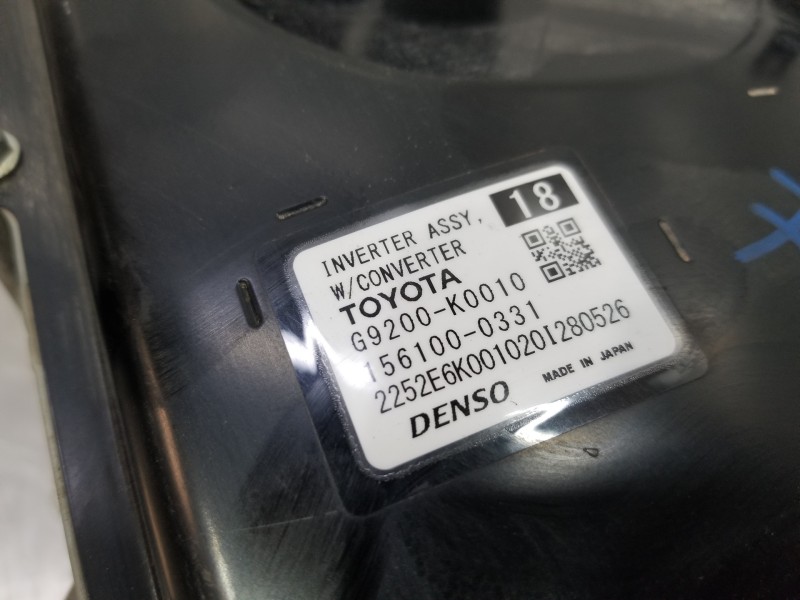 18
INVERTER ASSY,
W/CONVERTER
TOYOTA
G9200-K0010
156100-0331
2252E6K001020I280526
DENSO MADE IN JAPAN